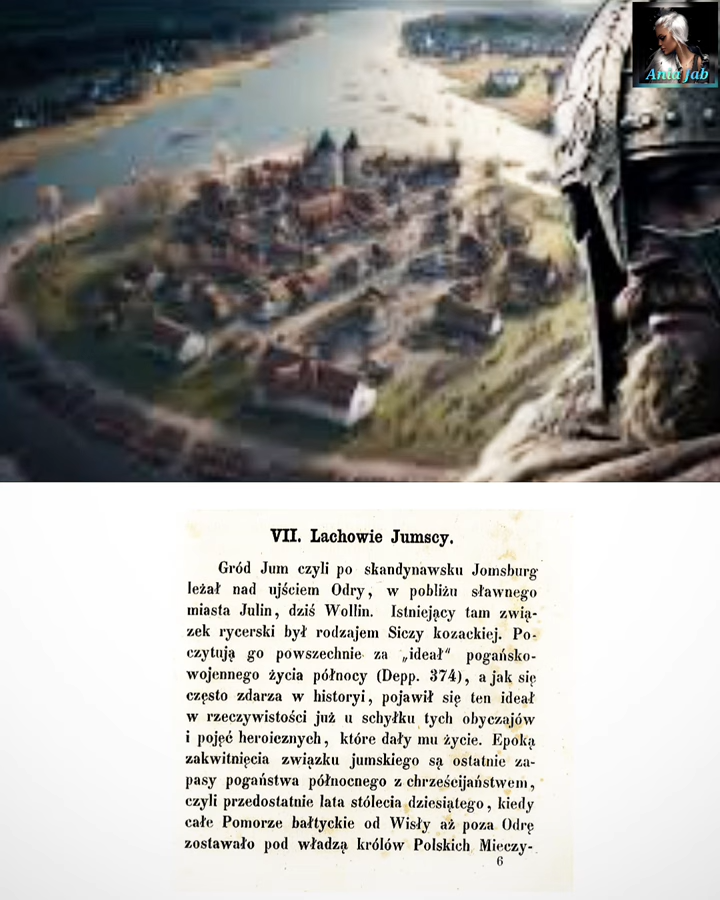 Ania jab
VII. Lachowie Jumscy.
Gród Jum czyli po skandynawsku Jomsburg
leżał nad ujściem Odry, w pobliżu sławnego
miasta Julin, dziś Wollin. Istniejący tam zwią-
zek rycerski był rodzajem Siczy kozackiej. Po-
czytują go powszechnie za „ideał“ pogańsko-
wojennego życia północy (Depp. 374), a jak się
często zdarza w historyi, pojawił się ten ideał
w rzeczywistości już u schyłku tych obyczajów
i pojęć heroicznych, które dały mu życie. Epoką
zakwitnięcia związku jumskiego są ostatnie za-
pasy pogaństwa północnego z chrześcijaństwem,
czyli przedostatnie lata stólecia dziesiątego, kiedy
całe Pomorze bałtyckie od Wisły aż poza Odrę
zostawało pod władzą królów Polskich Mieczy-
6